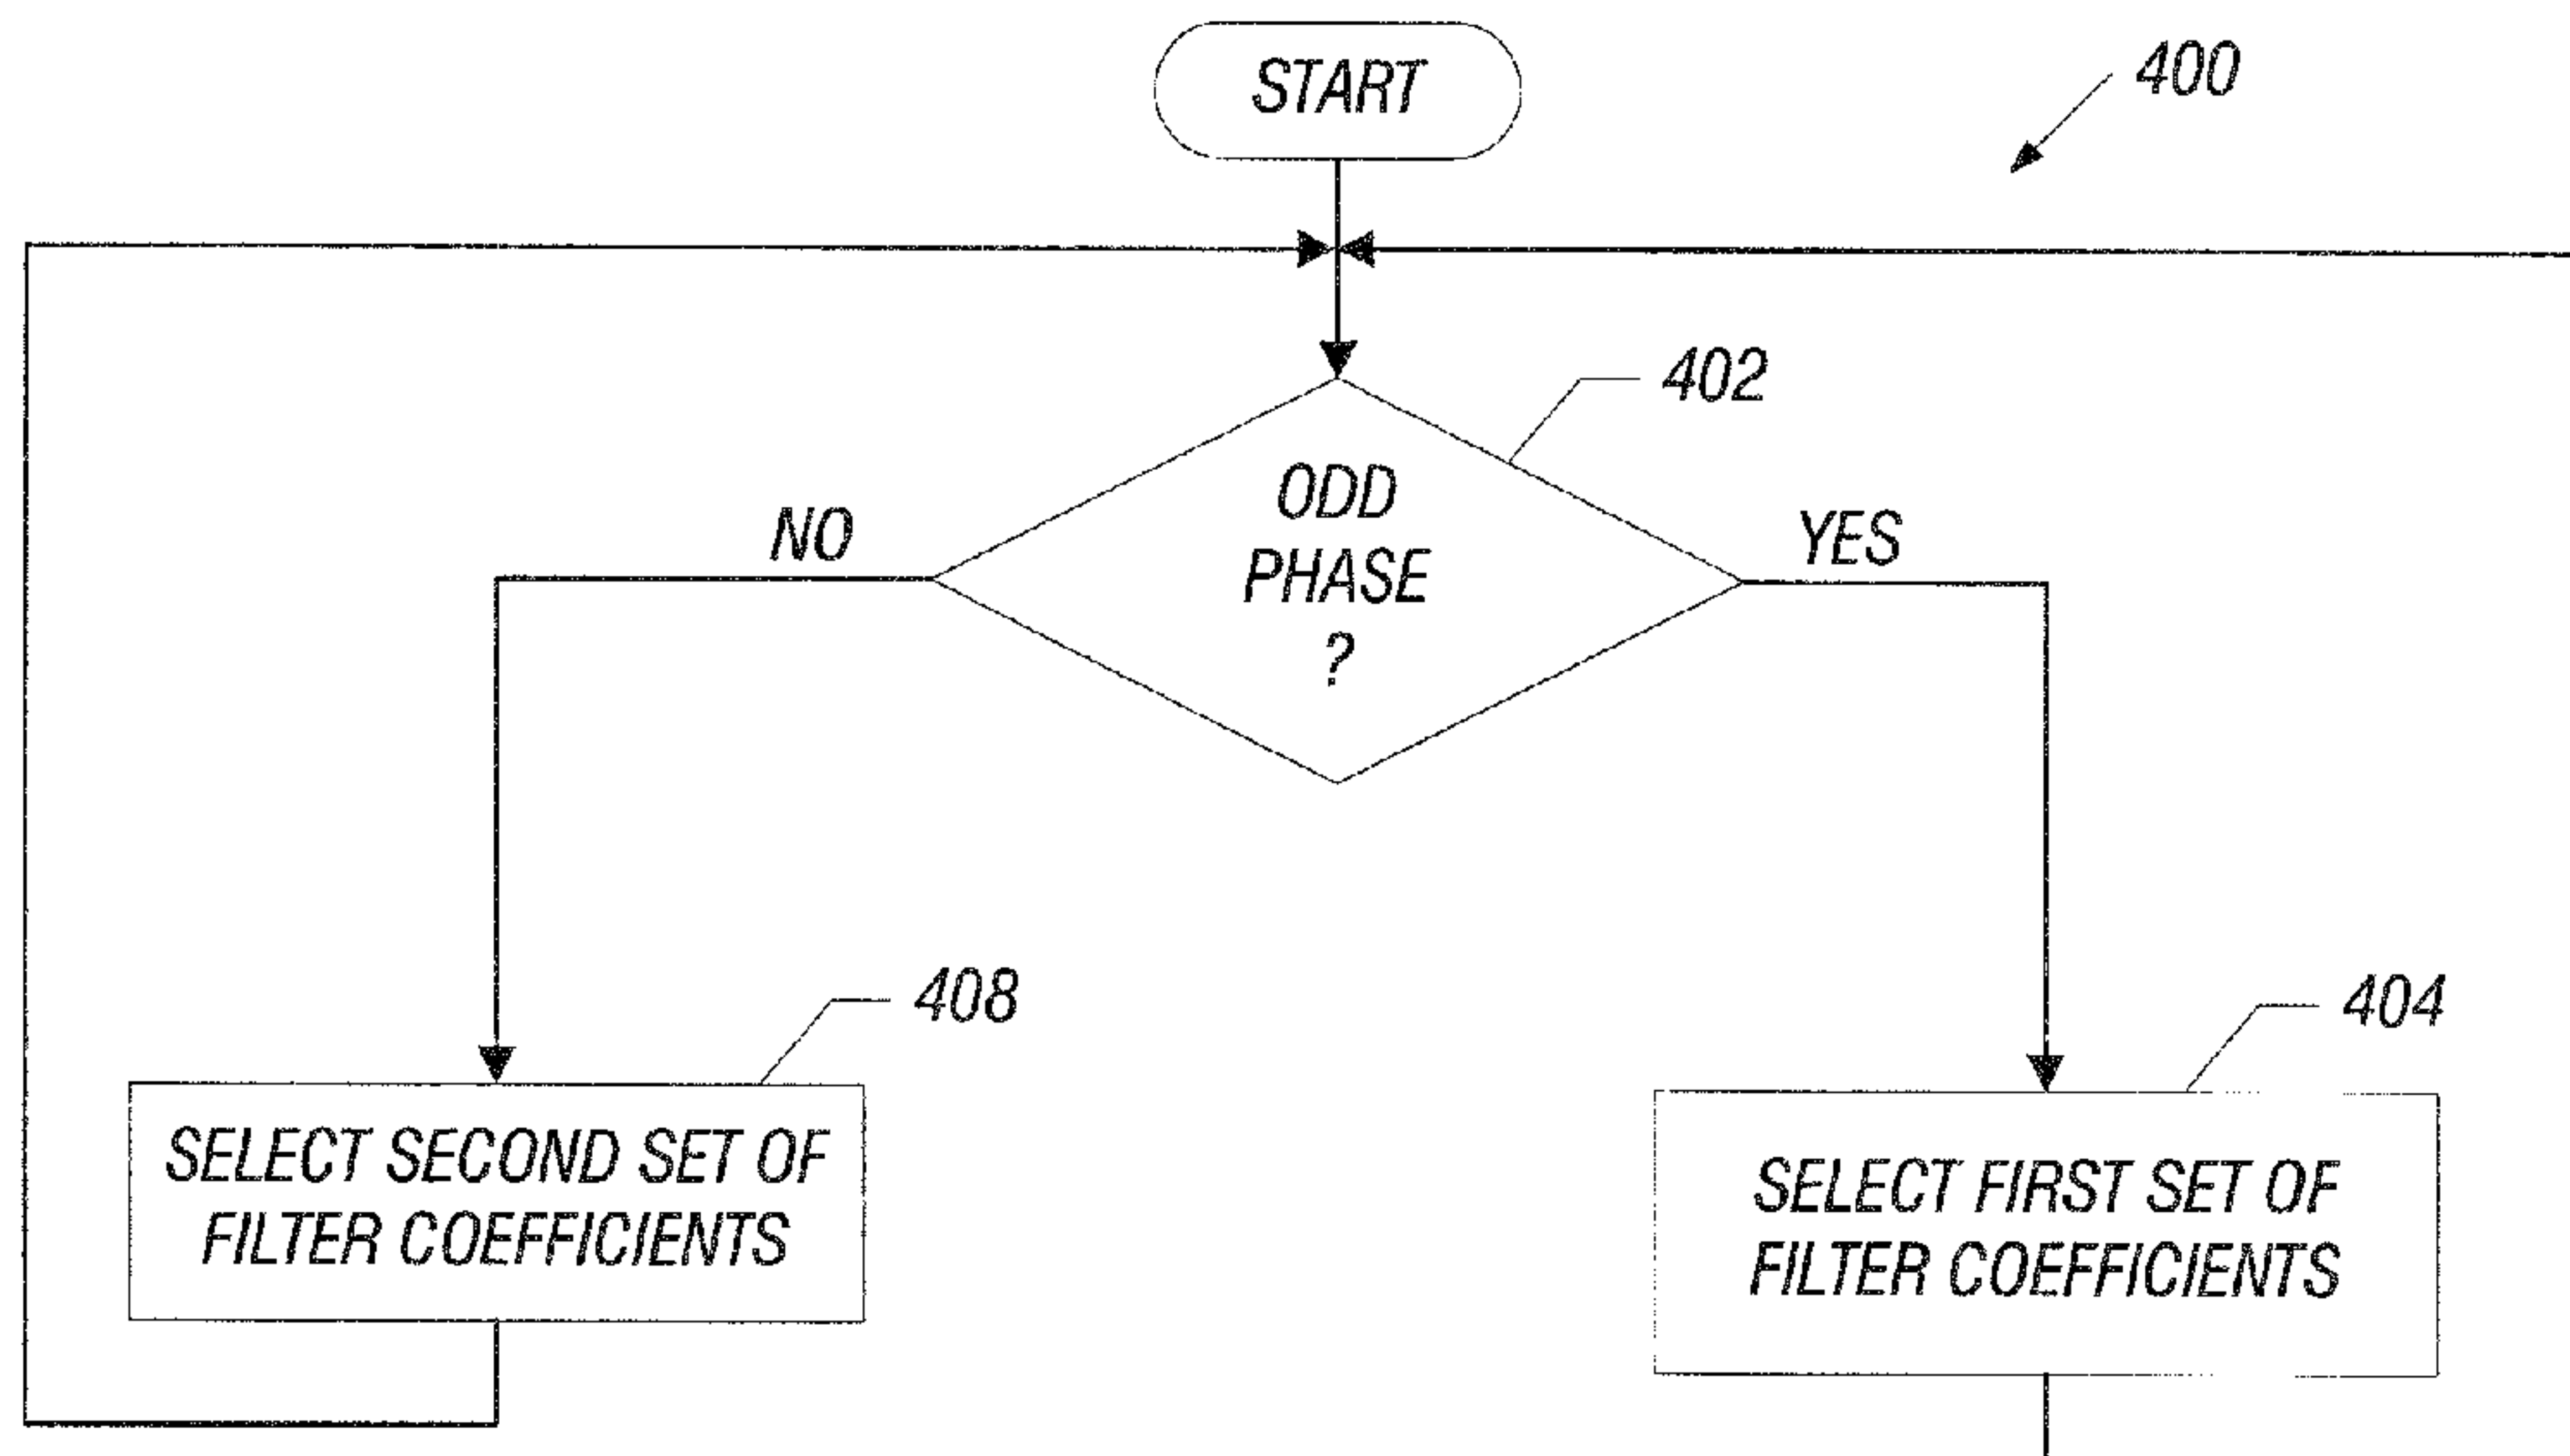 START
400
402
ODD
PHASE
?
NO
YES
408
404
SELECT SECOND SET OF
FILTER COEFFICIENTS
SELECT FIRST SET OF
FILTER COEFFICIENTS